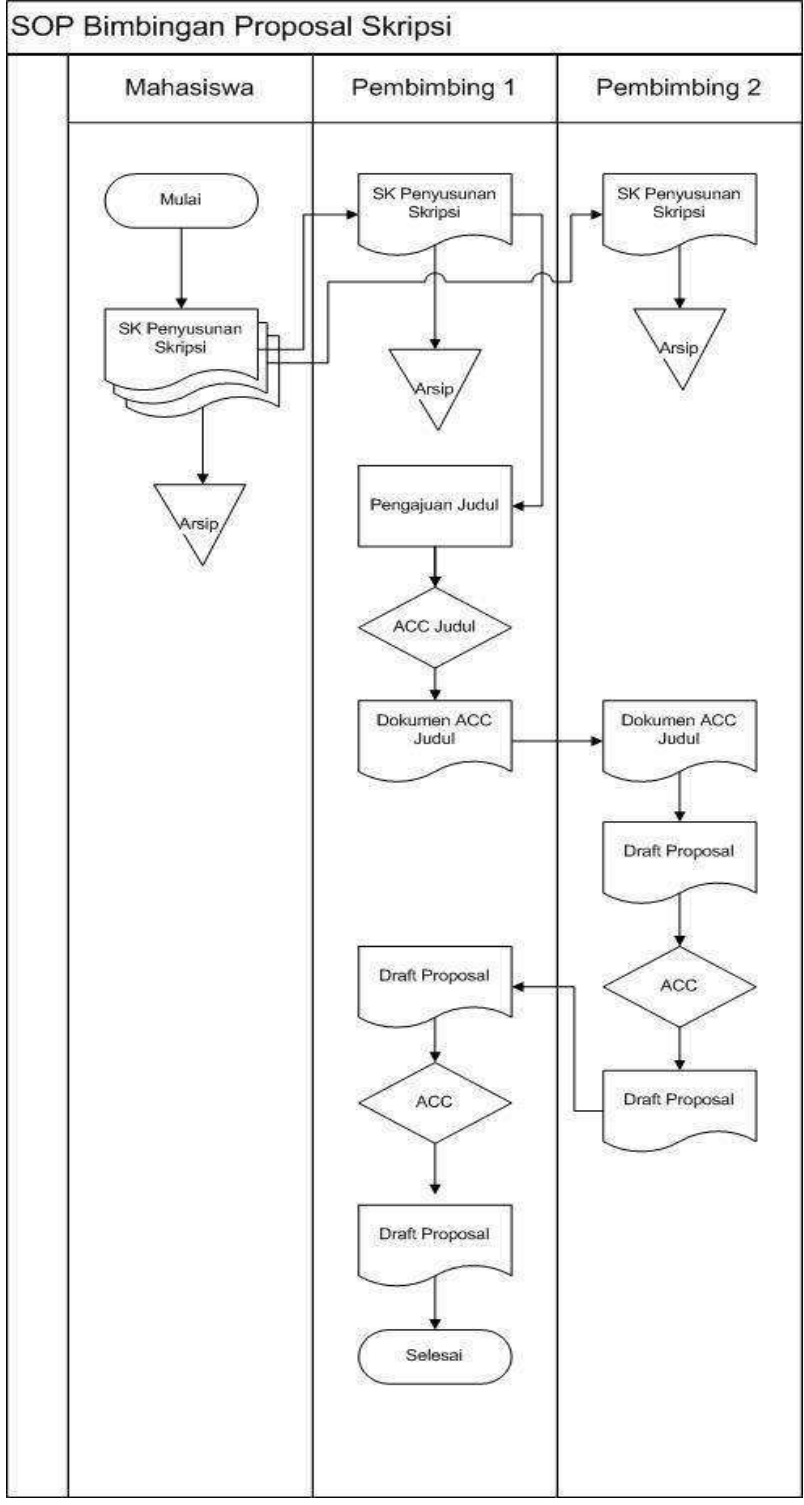 SOP Bimbingan Proposal Skripsi
Mahasiswa
Pembimbing 1
Pembimbing 2
Mulai
SK Penyusunan
Skripsi
SK Penyusunan
Skripsi
SK Penyusunan
Skripsi
Arsip
Arsip
Arsip
Pengajuan Judul
ACC Judul
Dokumen ACC
Judul
Dokumen ACC
Judul
Draft Proposal
ACC
Draft Proposal
Draft Proposal
ACC
Draft Proposal
Selesai